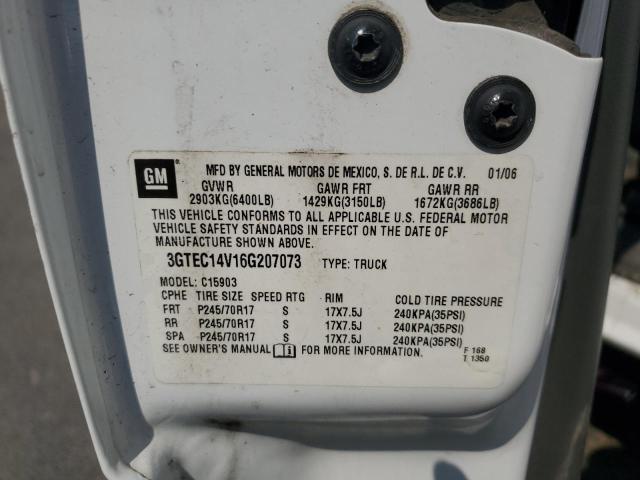 GM
MFD BY GENERAL MOTORS DE MEXICO, S. DE R.L. DE C.V. 01/06
GVWR GAWR FRT GAWR RR
2903KG(6400LB) 1429KG(3150LB) 1672KG(3686LB)
THIS VEHICLE CONFORMS TO ALL APPLICABLE U.S. FEDERAL MOTOR
VEHICLE SAFETY STANDARDS IN EFFECT ON THE DATE OF
MANUFACTURE SHOWN ABOVE.
3GTEC14V16G207073 TYPE: TRUCK
MODEL: C15903
CPHE TIRE SIZE SPEED RTG RIM COLD TIRE PRESSURE
FRT P245/70R17 S 17X7.5J 240KPA(35PSI)
RR P245/70R17 S 17X7.5J 240KPA(35PSI)
SPA P245/70R17 S 17X7.5J 240KPA(35PSI)
SEE OWNER'S MANUAL FOR MORE INFORMATION.
F 168
T 1350